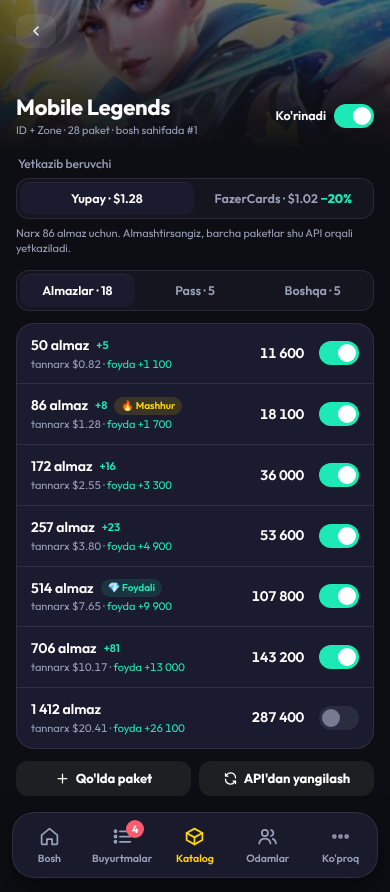 Mobile Legends
ID + Zone · 28 paket · bosh sahifada #1
Ko'rinadi
Yetkazib beruvchi
Yupay · $1.28
FazerCards · $1.02 −20%
Narx 86 almaz uchun. Almashtirsangiz, barcha paketlar shu API orqali
yetkaziladi.
Almazlar · 18
Pass · 5
Boshqa · 5
50 almaz +5
tannarx $0.82 · foyda +1 100
11 600
86 almaz +8 🔥 Mashhur
tannarx $1.28 · foyda +1 700
18 100
172 almaz +16
tannarx $2.55 · foyda +3 300
36 000
257 almaz +23
tannarx $3.80 · foyda +4 900
53 600
514 almaz 💎 Foydali
tannarx $7.65 · foyda +9 900
107 800
706 almaz +81
tannarx $10.17 · foyda +13 000
143 200
1 412 almaz
tannarx $20.41 · foyda +26 100
287 400
+ Qo'lda paket
API'dan yangilash
4
Bosh
Buyurtmalar
Katalog
Odamlar
Ko'proq